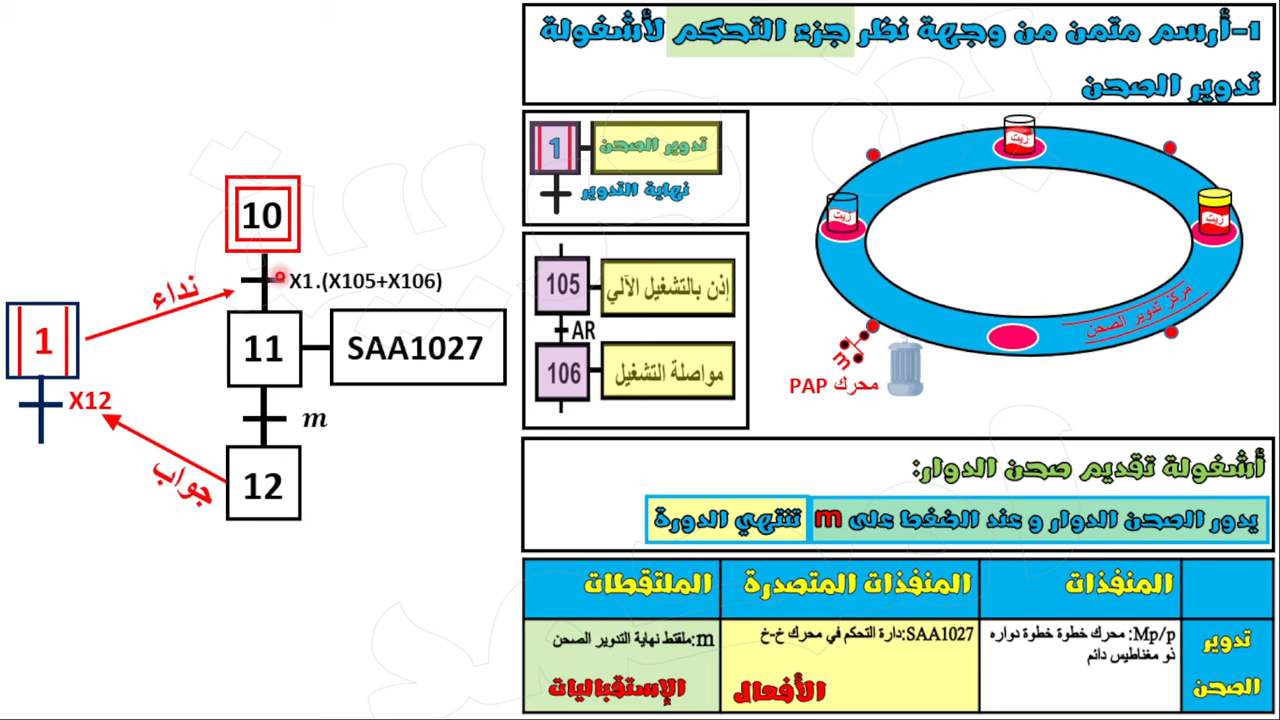 1-أرسم متمن من وجهة نظر جزء التحكم لأشغولة
تدوير الصحن
1
تدوير الصحن
نهاية التدوير
105
إذن بالتشغيل الآلي
AR
106
مواصلة التشغيل
زيت
زيت
زيت
مركز تدوير الصحن
m
محرك PAP
10
X1.(X105+X106)
نداء
1
11
SAA1027
X12
m
جواب
12
أشغولة تقديم صحن الدوار:
يدور الصحن الدوار و عند الضغط على m تنتهي الدورة
المنفذات
المنفذات المتصدرة
الملتقطات
تدوير
الصحن
Mp/p: محرك خطوة خطوة دواره
ذو مغناطيس دائم
SAA1027:دارة التحكم في محرك خ-خ
الأفعال
m:ملقتط نهاية التدوير الصحن
الإستقباليات